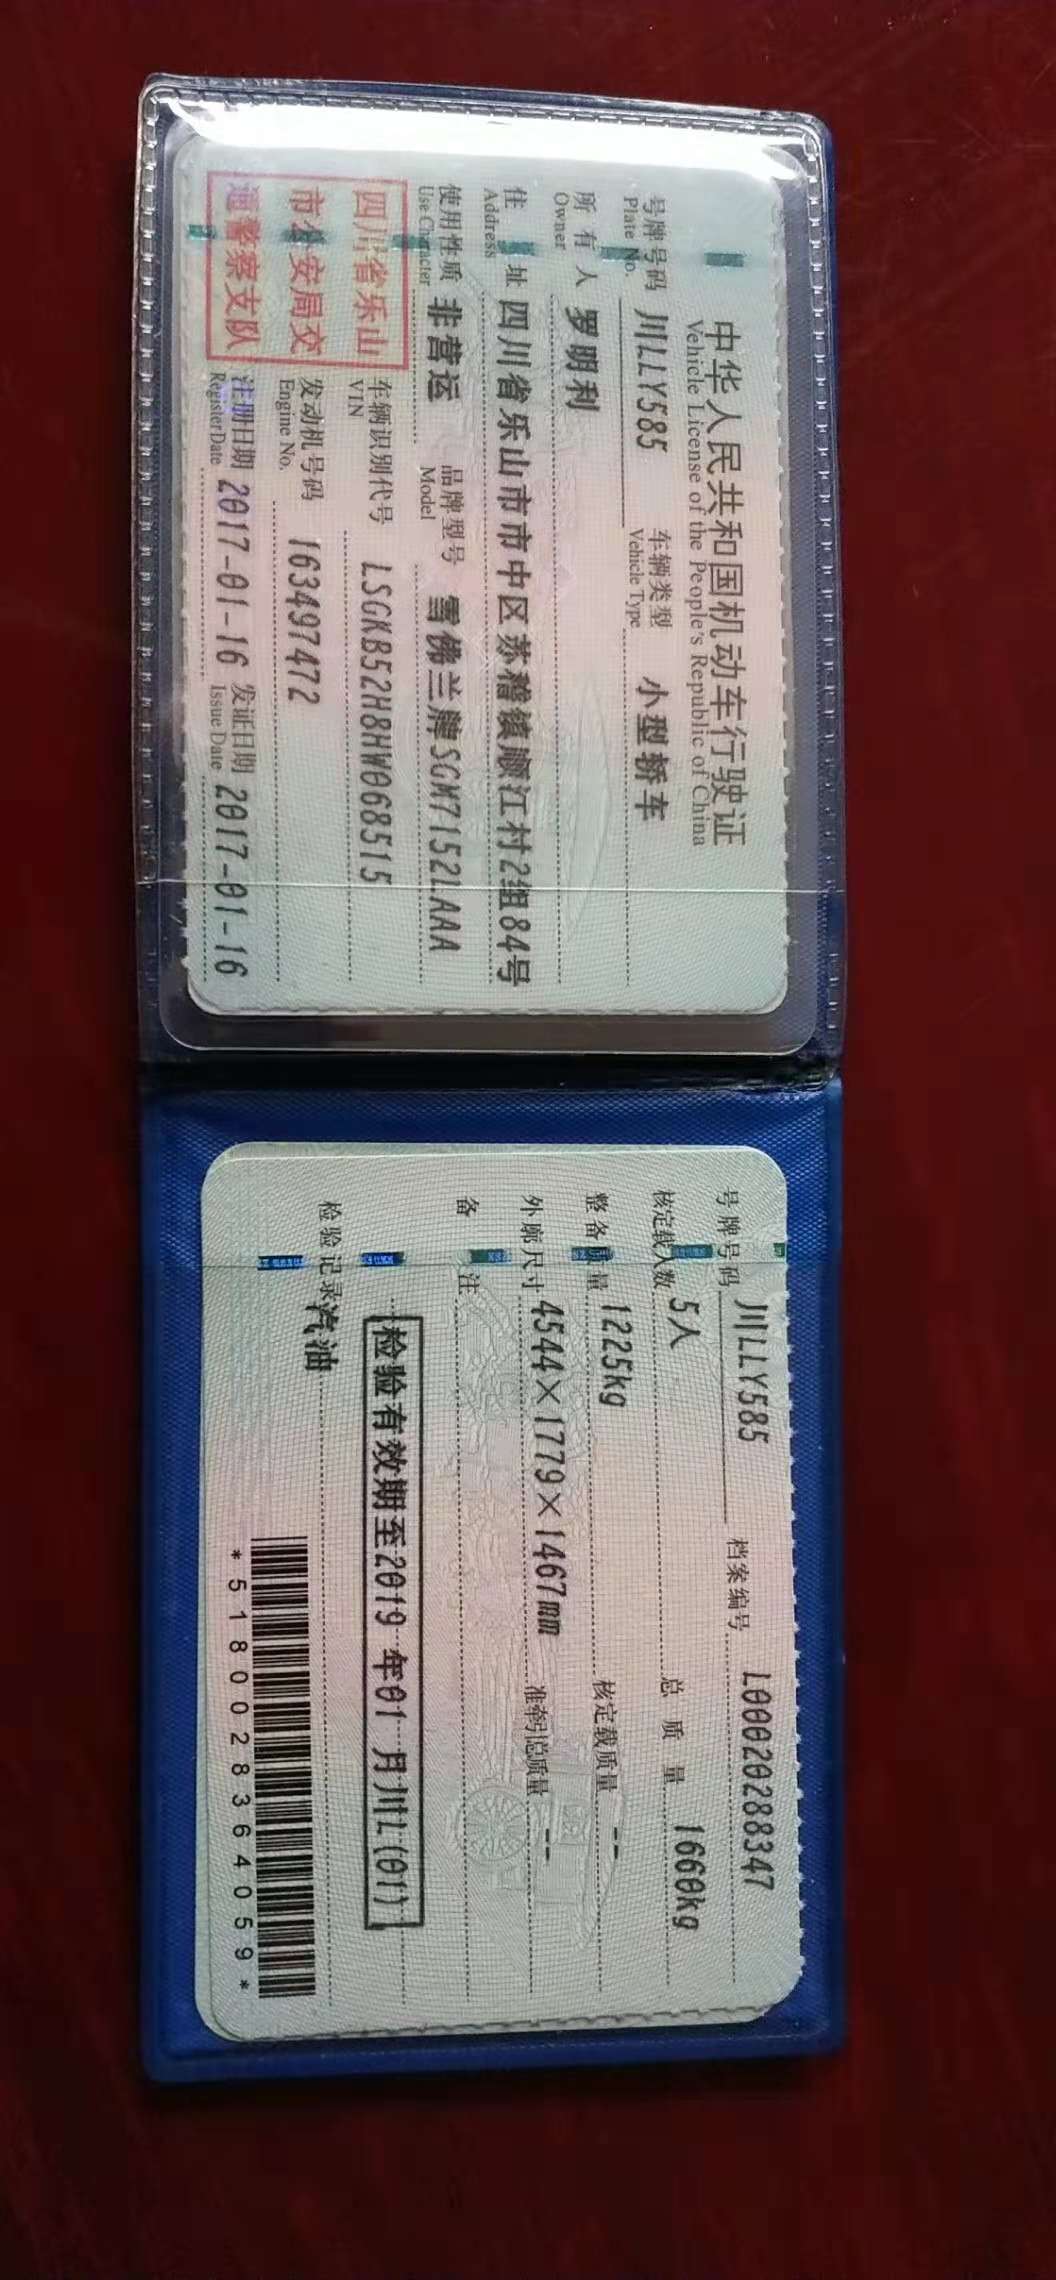 中华人民共和国机动车行驶证
Vehicle License of the People's Republic of China
号牌号码 川LLY585 车辆类型 小型轿车
Plate No. Vehicle Type
所有人 罗明利
Owner
住址 四川省乐山市市中区苏稽镇顺江村2组84号
Address
使用性质 非营运 品牌型号 雪佛兰牌SGM7152LAAA
Use Character Model
四川省乐山
市公安局交
通警察支队
车辆识别代号 LSGKB52H8HW068515
VIN
发动机号码 163497472
Engine No.
注册日期 2017-01-16 发证日期 2017-01-16
Register Date Issue Date
号牌号码 川LLY585 档案编号 L00020288347
核定载人数 5人 总质量 1660kg
整备质量 1225kg 核定载质量 --
外廓尺寸 4544×1779×1467mm 准牵引总质量 --
备注
检验有效期至2019年01月川L(01)
检验记录 汽油
*5180028364059*